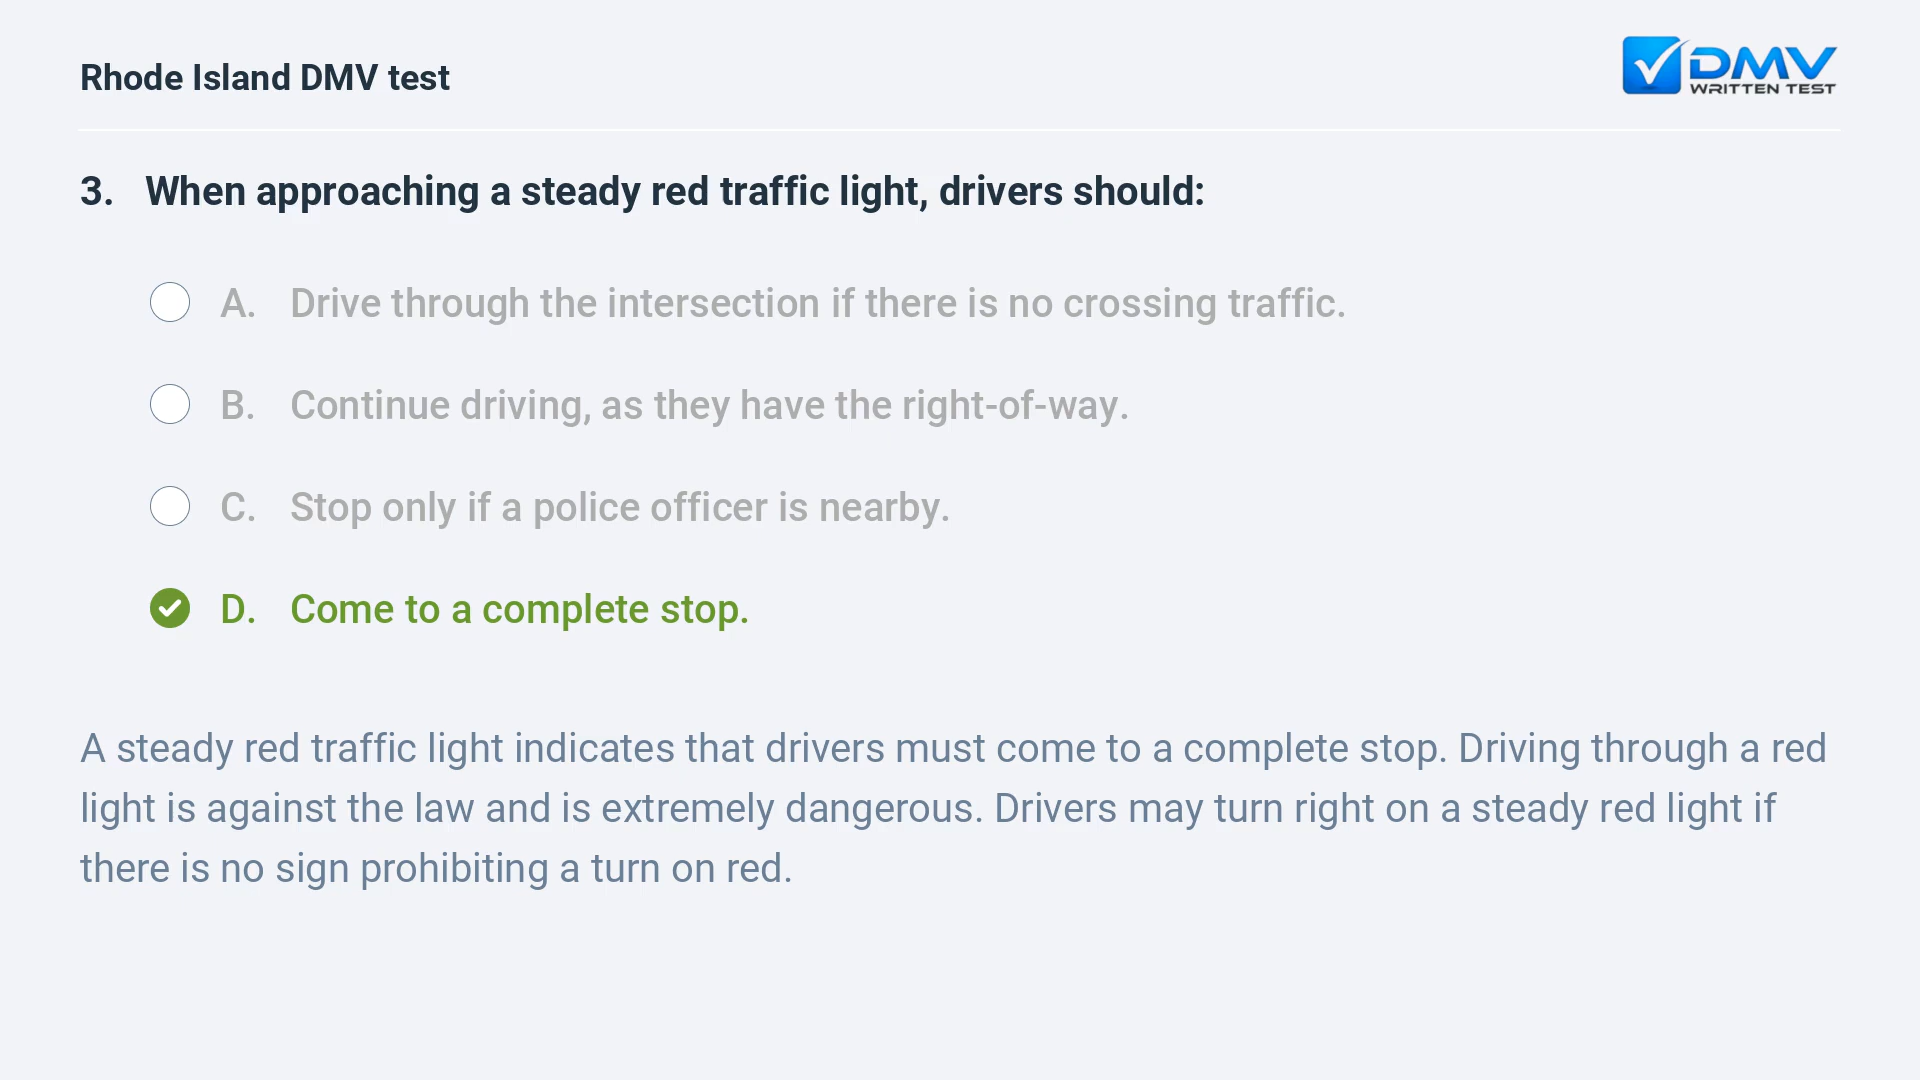 Rhode Island DMV test
DMV
WRITTEN TEST
3. When approaching a steady red traffic light, drivers should:
A. Drive through the intersection if there is no crossing traffic.
B. Continue driving, as they have the right-of-way.
C. Stop only if a police officer is nearby.
D. Come to a complete stop.
A steady red traffic light indicates that drivers must come to a complete stop. Driving through a red
light is against the law and is extremely dangerous. Drivers may turn right on a steady red light if
there is no sign prohibiting a turn on red.